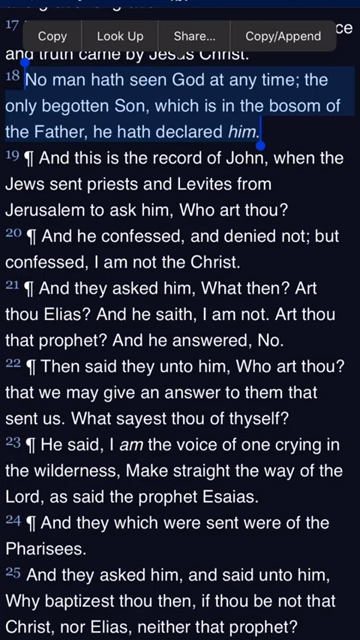 17
ce
Copy Look Up Share... Copy/Append
and truth came by Jesus Christ.
18 No man hath seen God at any time; the
only begotten Son, which is in the bosom of
the Father, he hath declared him.
19 ¶ And this is the record of John, when the
Jews sent priests and Levites from
Jerusalem to ask him, Who art thou?
20 ¶ And he confessed, and denied not; but
confessed, I am not the Christ.
21 ¶ And they asked him, What then? Art
thou Elias? And he saith, I am not. Art thou
that prophet? And he answered, No.
22 ¶ Then said they unto him, Who art thou?
that we may give an answer to them that
sent us. What sayest thou of thyself?
23 ¶ He said, I am the voice of one crying in
the wilderness, Make straight the way of the
Lord, as said the prophet Esaias.
24 ¶ And they which were sent were of the
Pharisees.
25 And they asked him, and said unto him,
Why baptizest thou then, if thou be not that
Christ, nor Elias, neither that prophet?